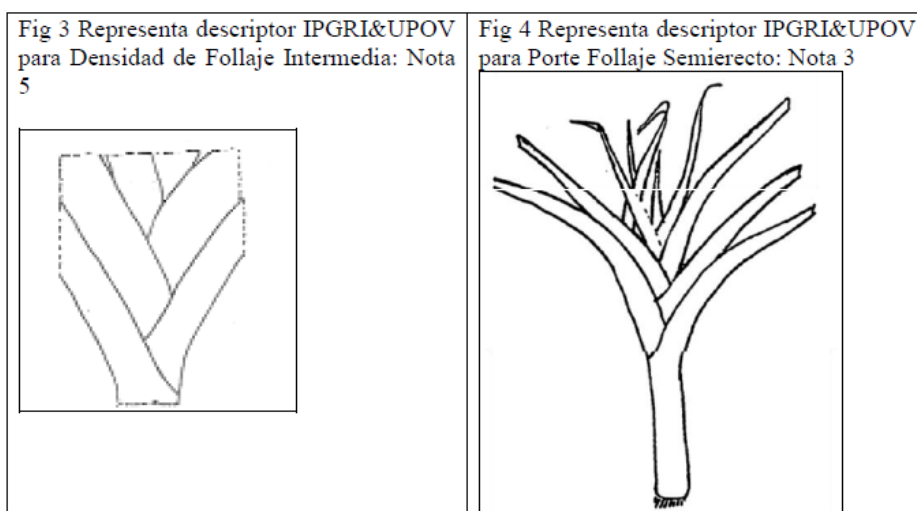 Fig 3 Representa descriptor IPGRI&UPOV
para Densidad de Follaje Intermedia: Nota
5
Fig 4 Representa descriptor IPGRI&UPOV
para Porte Follaje Semierecto: Nota 3